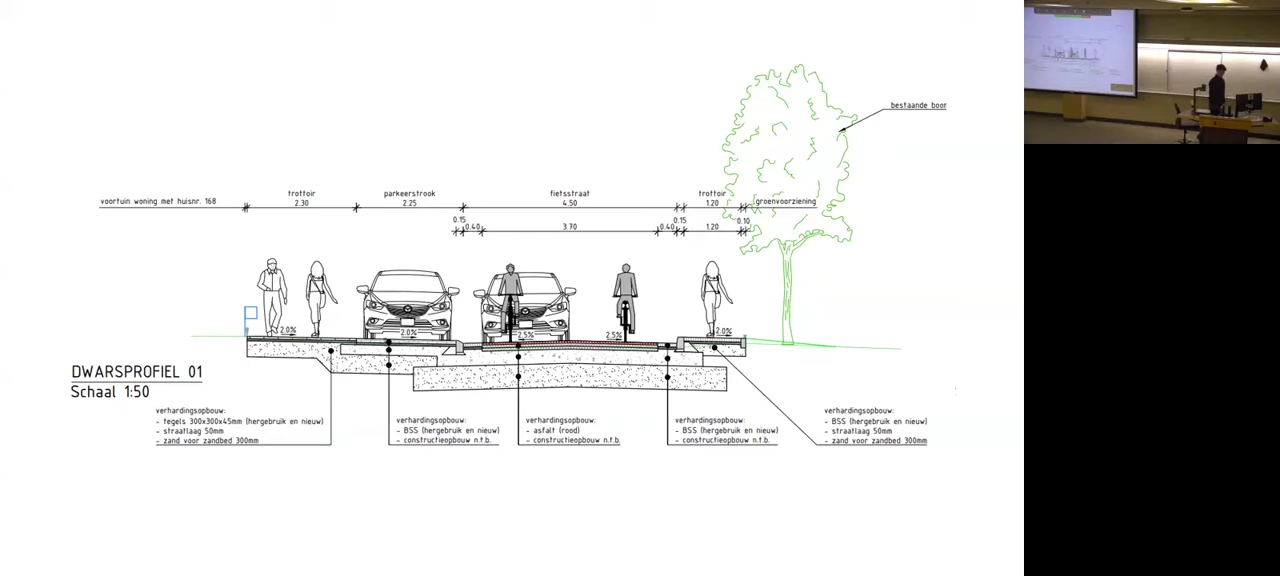 bestaande boor
trottoir
parkeerstrook
fietsstraat
trottoir
voortuin woning met huisnr. 168
2.30
2.25
4.50
1.20
groenvoorziening
0.15
0.40
3.70
0.40
0.15
1.20
0.10
2.0%
2.0%
2.5%
2.5%
2.0%
DWARSPROFIEL 01
Schaal 1:50
verhardingsopbouw:
- tegels 300x300x45mm (hergebruik en nieuw)
- straatlaag 50mm
- zand voor zandbed 300mm
verhardingsopbouw:
- BSS (hergebruik en nieuw)
- constructieopbouw n.t.b.
verhardingsopbouw:
- asfalt (rood)
- constructieopbouw n.t.b.
verhardingsopbouw:
- BSS (hergebruik en nieuw)
- constructieopbouw n.t.b.
verhardingsopbouw:
- BSS (hergebruik en nieuw)
- straatlaag 50mm
- zand voor zandbed 300mm